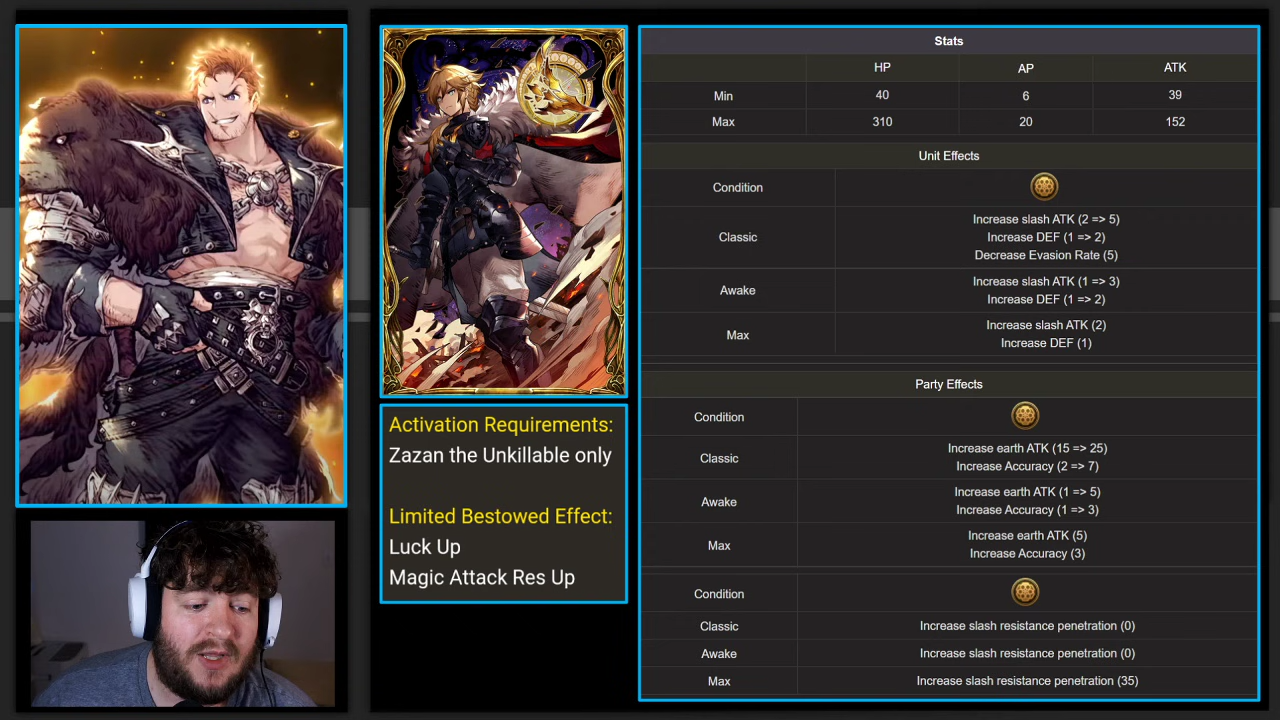 Activation Requirements:
Zazan the Unkillable only
Limited Bestowed Effect:
Luck Up
Magic Attack Res Up
Stats
HP AP ATK
Min 40 6 39
Max 310 20 152
Unit Effects
Condition
Classic
Increase slash ATK (2 => 5)
Increase DEF (1 => 2)
Decrease Evasion Rate (5)
Awake
Increase slash ATK (1 => 3)
Increase DEF (1 => 2)
Max
Increase slash ATK (2)
Increase DEF (1)
Party Effects
Condition
Classic
Increase earth ATK (15 => 25)
Increase Accuracy (2 => 7)
Awake
Increase earth ATK (1 => 5)
Increase Accuracy (1 => 3)
Max
Increase earth ATK (5)
Increase Accuracy (3)
Condition
Classic Increase slash resistance penetration (0)
Awake Increase slash resistance penetration (0)
Max Increase slash resistance penetration (35)